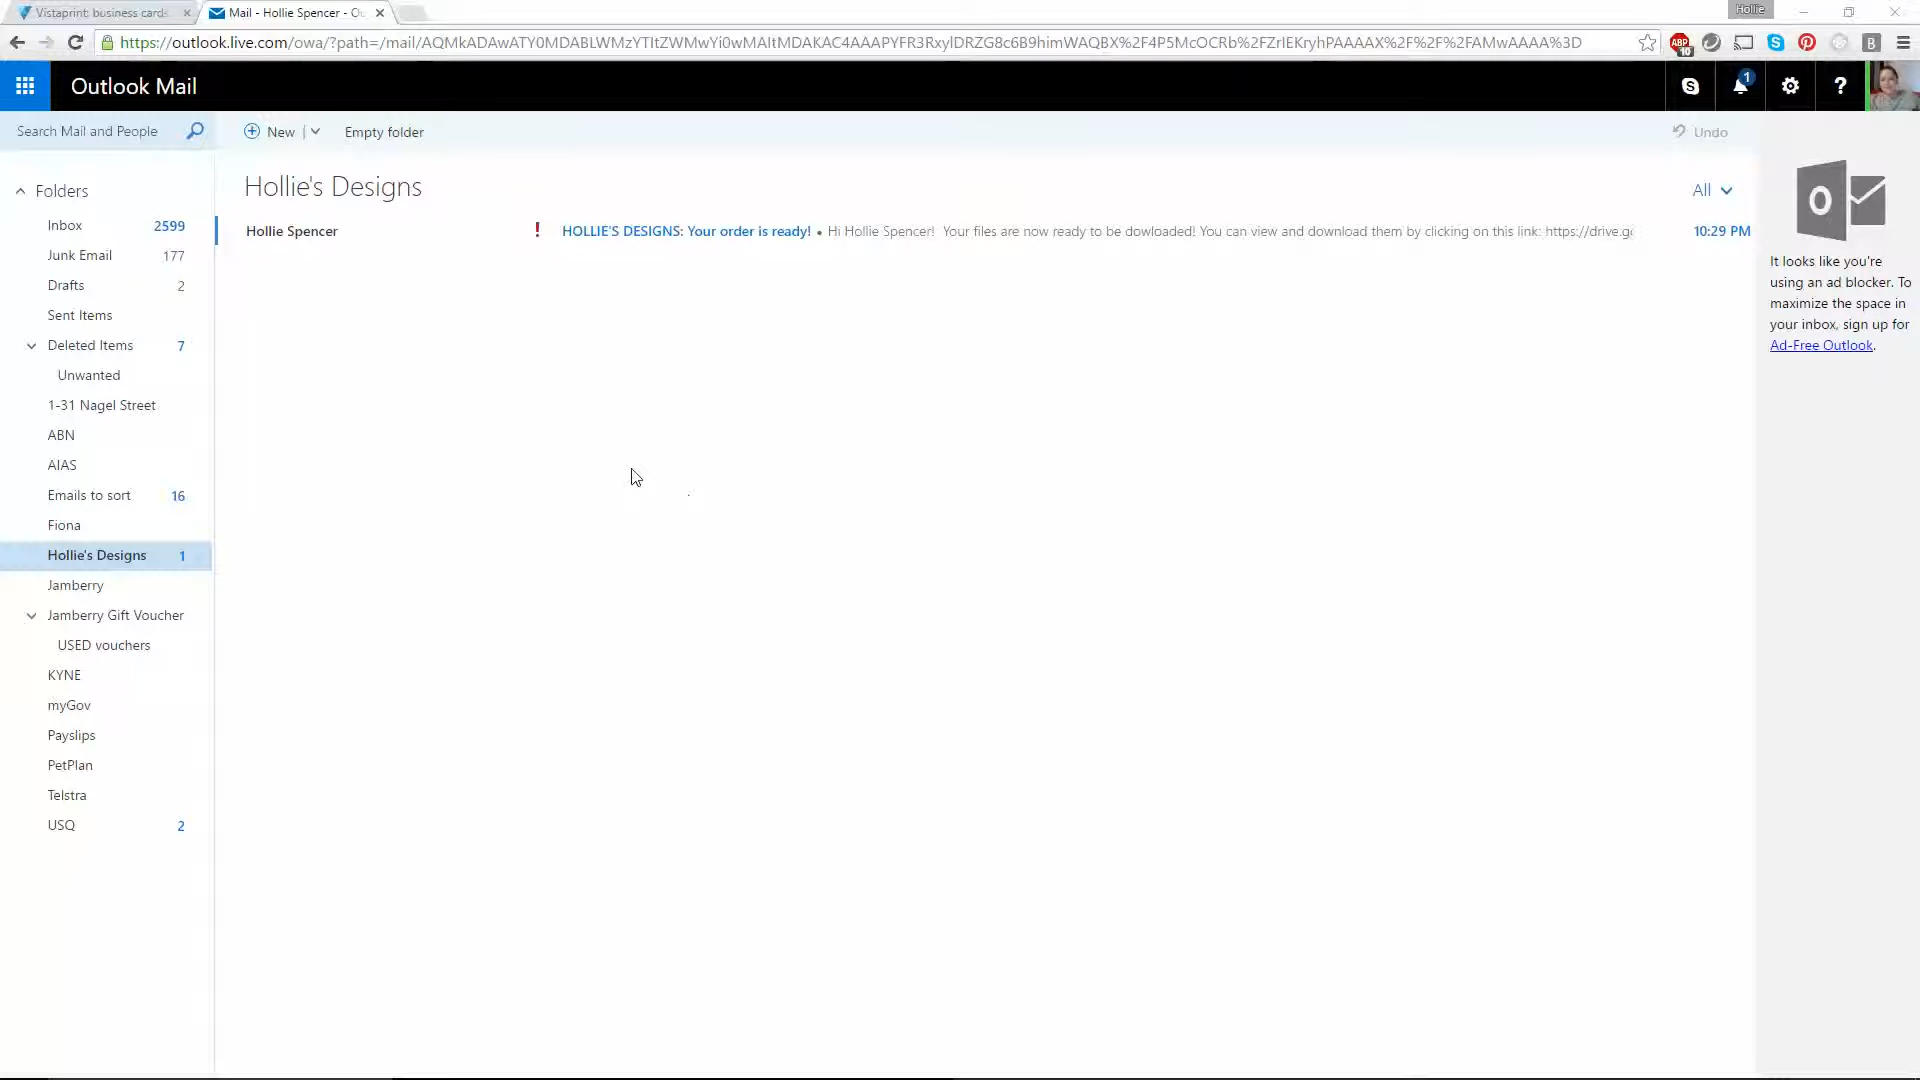 Vistaprint: business cards
Mail - Hollie Spencer - Ou
Hollie
https://outlook.live.com/owa/?path=/mail/AQMkADAwATY0MDABLWMzYTItZWMwYi0wMAItMDAKAC4AAAPYFR3RxylDRZG8c6B9himWAQBX%2F4P5McOCRb%2FZrIEKryhPAAAAX%2F%2F%2FAMwAAAA%3D
ABP
10
Outlook Mail
1
?
Search Mail and People
New
Empty folder
Undo
Folders
Inbox 2599
Junk Email 177
Drafts 2
Sent Items
Deleted Items 7
Unwanted
1-31 Nagel Street
ABN
AIAS
Emails to sort 16
Fiona
Hollie's Designs 1
Jamberry
Jamberry Gift Voucher
USED vouchers
KYNE
myGov
Payslips
PetPlan
Telstra
USQ 2
Hollie's Designs
All
Hollie Spencer ! HOLLIE'S DESIGNS: Your order is ready! • Hi Hollie Spencer! Your files are now ready to be dowloaded! You can view and download them by clicking on this link: https://drive.go 10:29 PM
It looks like you're
using an ad blocker. To
maximize the space in
your inbox, sign up for
Ad-Free Outlook.